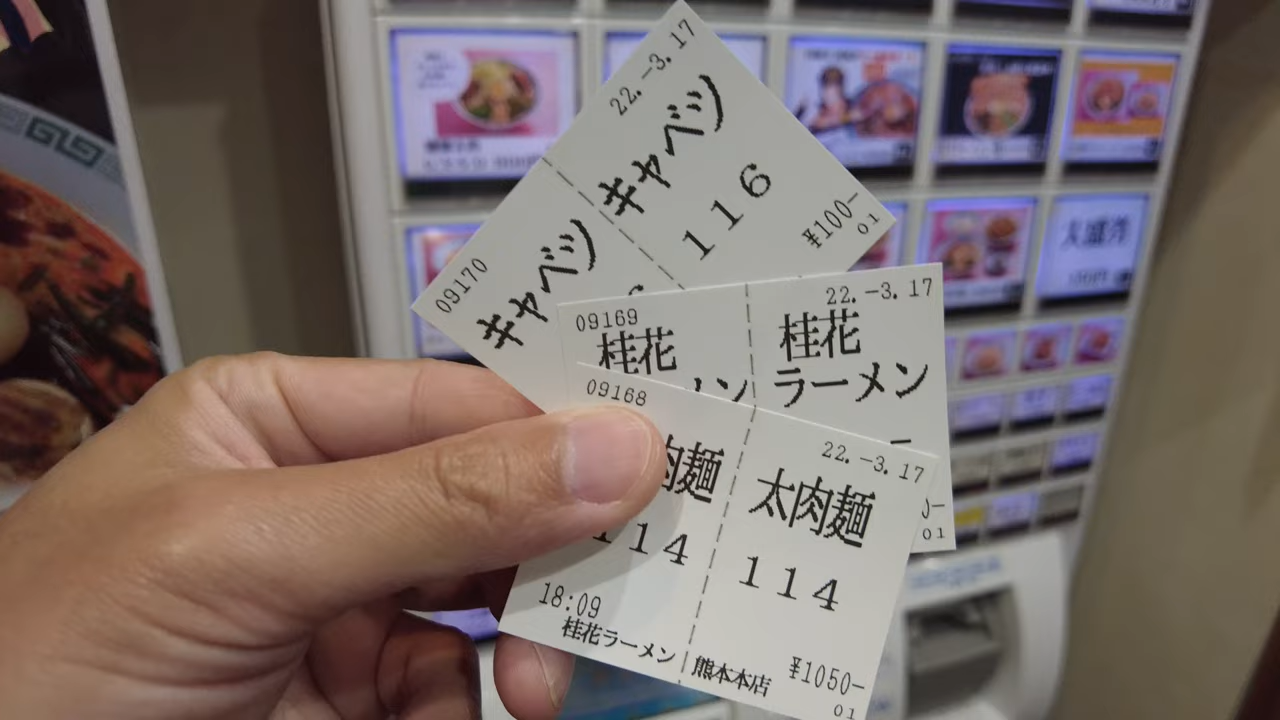 22.-3.17
キャベツ
116
¥100-
01
09170
キャベツ
09169
桂花
22.-3.17
桂花
ラーメン
01
09168
肉麺
114
18:09
桂花ラーメン
22.-3.17
太肉麺
114
熊本本店
¥1050-
01
大盛券